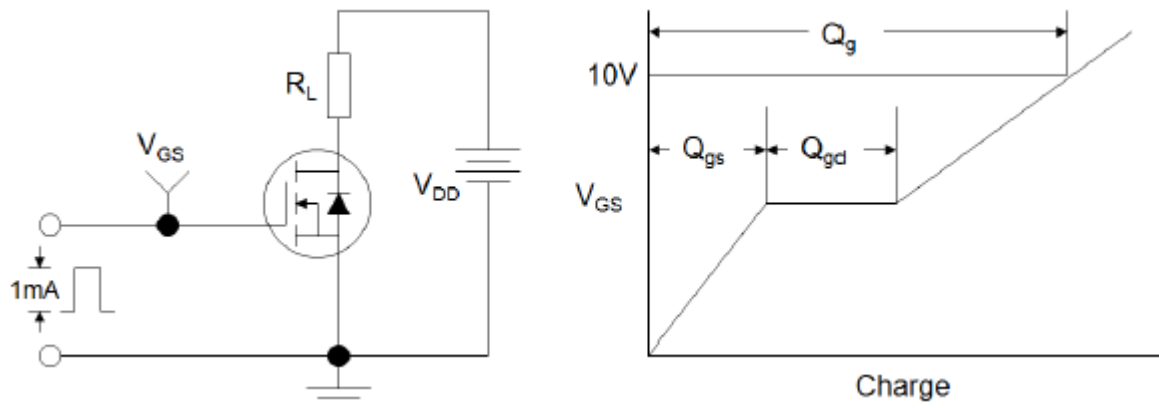 R_L
V_GS
V_DD
1mA
Q_g
10V
Q_gs
Q_gd
V_GS
Charge